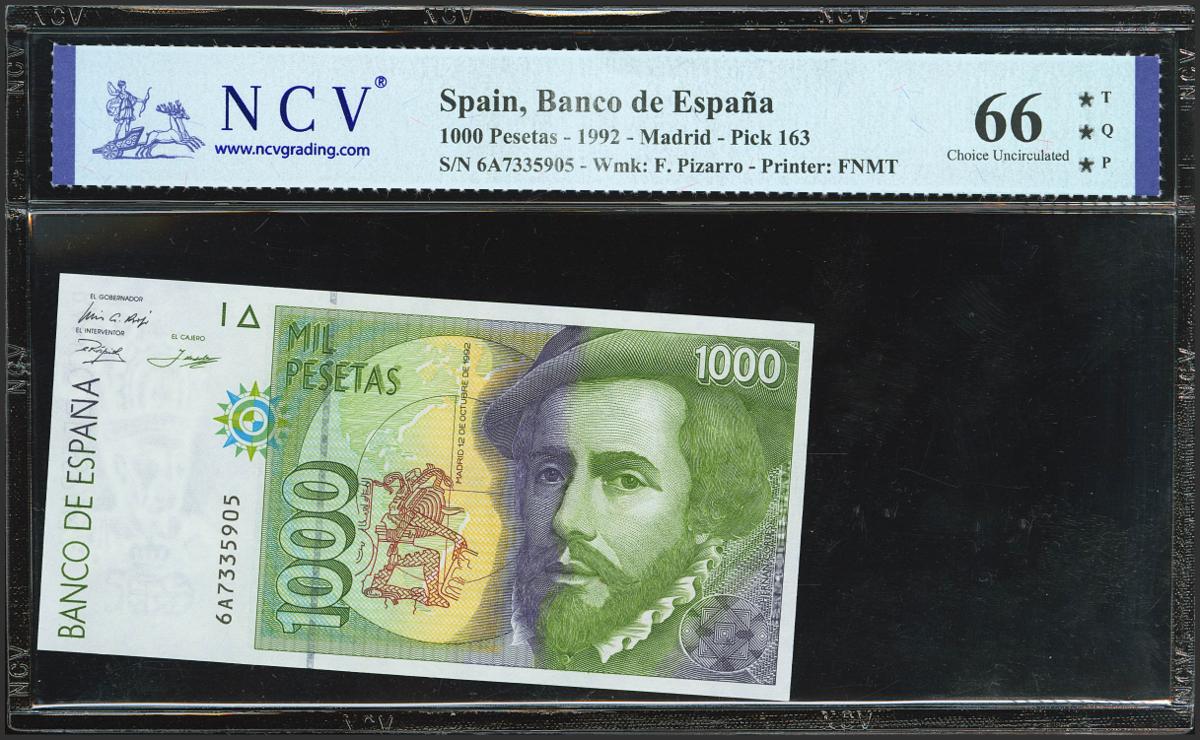 NCV®
www.ncvgrading.com
Spain, Banco de España
1000 Pesetas - 1992 - Madrid - Pick 163
S/N 6A7335905 - Wmk: F. Pizarro - Printer: FNMT
66
Choice Uncirculated
★ T
★ Q
★ P
EL GOBERNADOR
EL INTERVENTOR
EL CAJERO
BANCO DE ESPAÑA
6A7335905
MIL
PESETAS
1000
MADRID 12 DE OCTUBRE DE 1992
1000
HERNAN CORTES